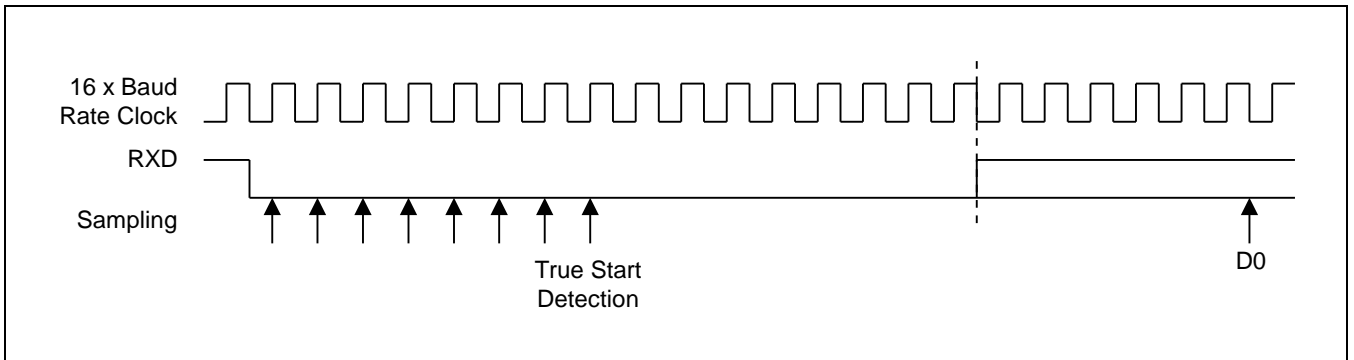 16 x Baud
Rate Clock
RXD
Sampling
True Start
Detection
D0